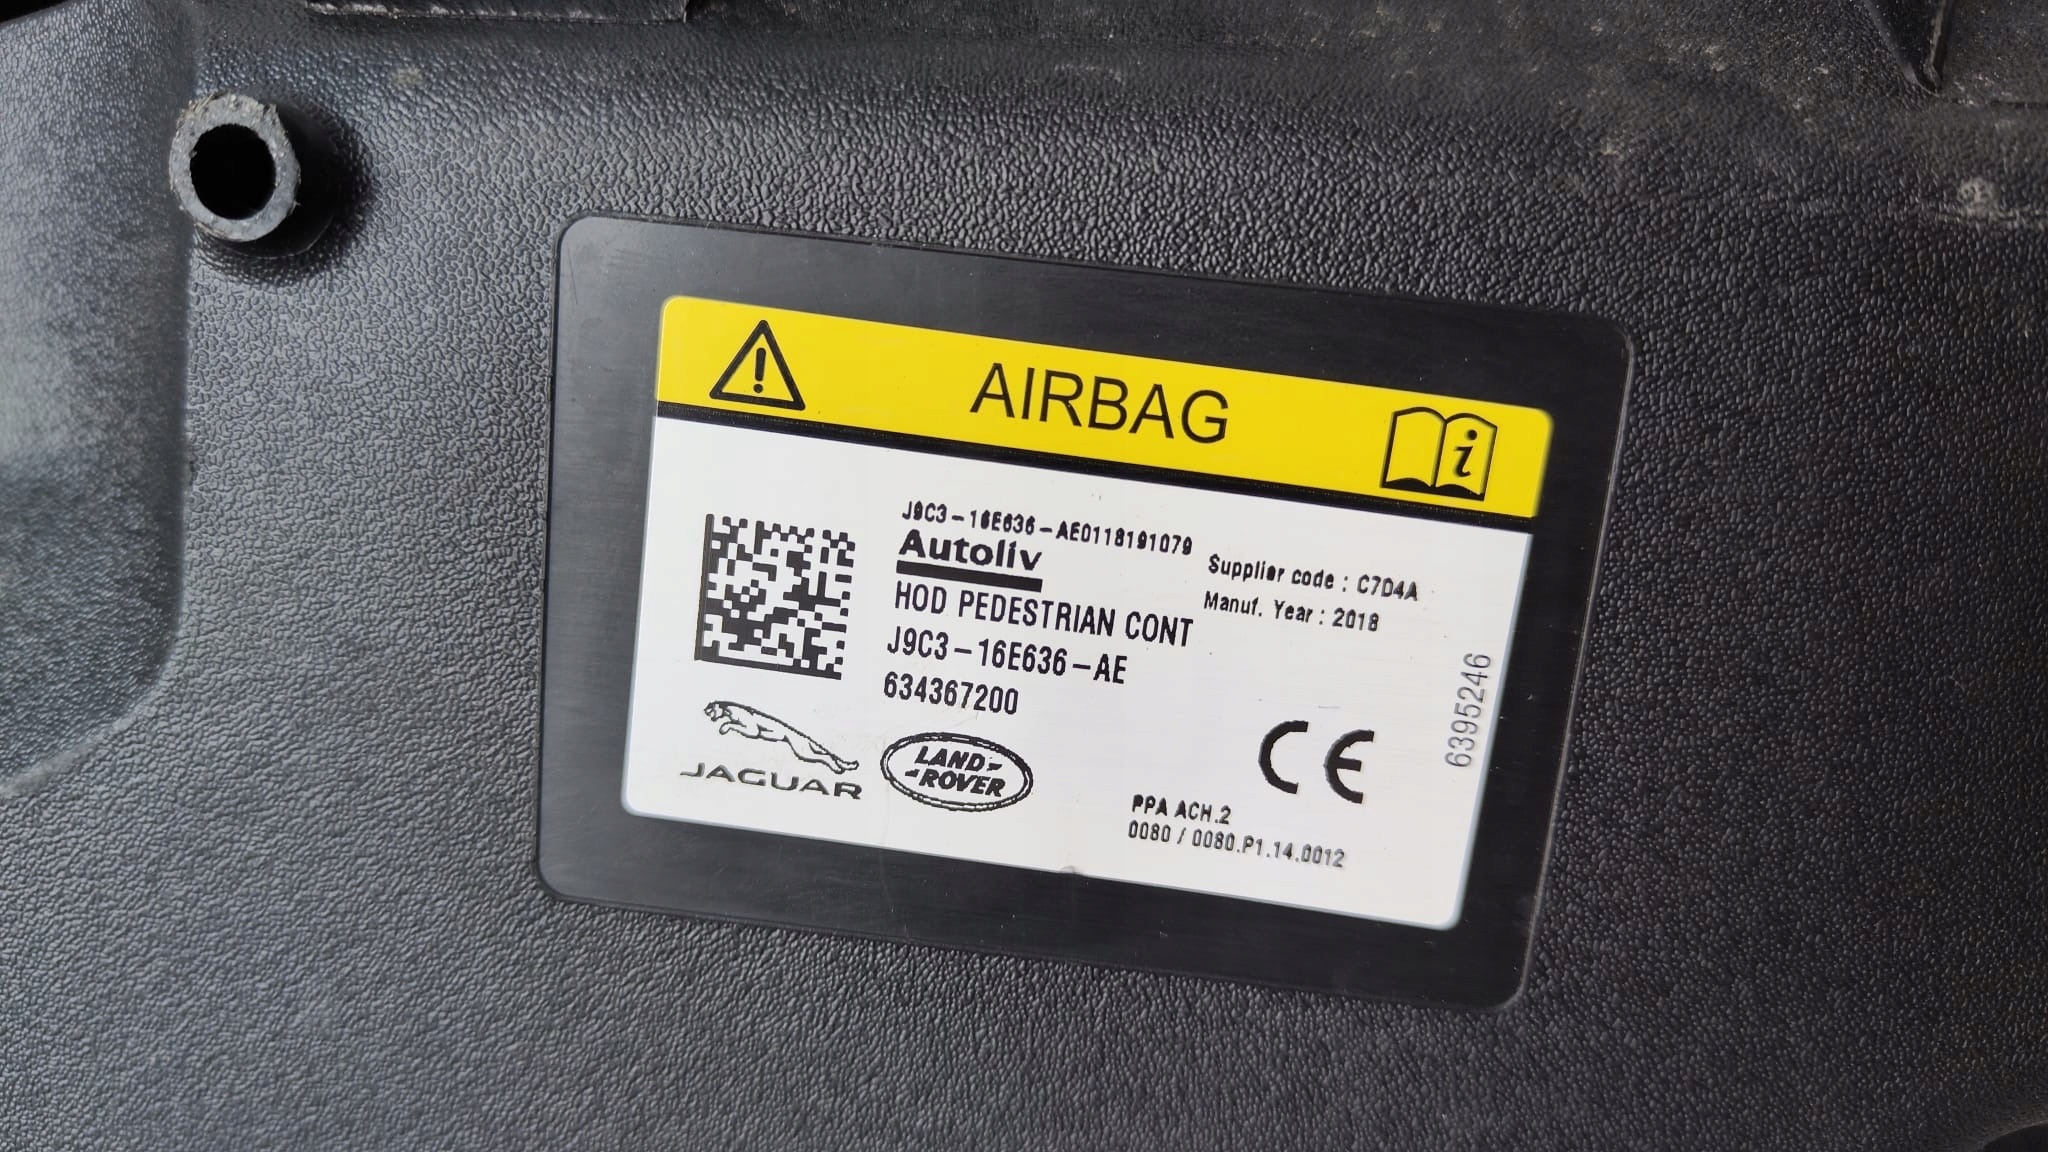 AIRBAG
J9C3-16E636-AE0118191079
Autoliv
Supplier code : C7D4A
HOD PEDESTRIAN CONT
Manuf. Year : 2018
J9C3-16E636-AE
634367200
6395246
JAGUAR
LAND-
-ROVER
CE
PPA ACH.2
0080 / 0080.P1.14.0012